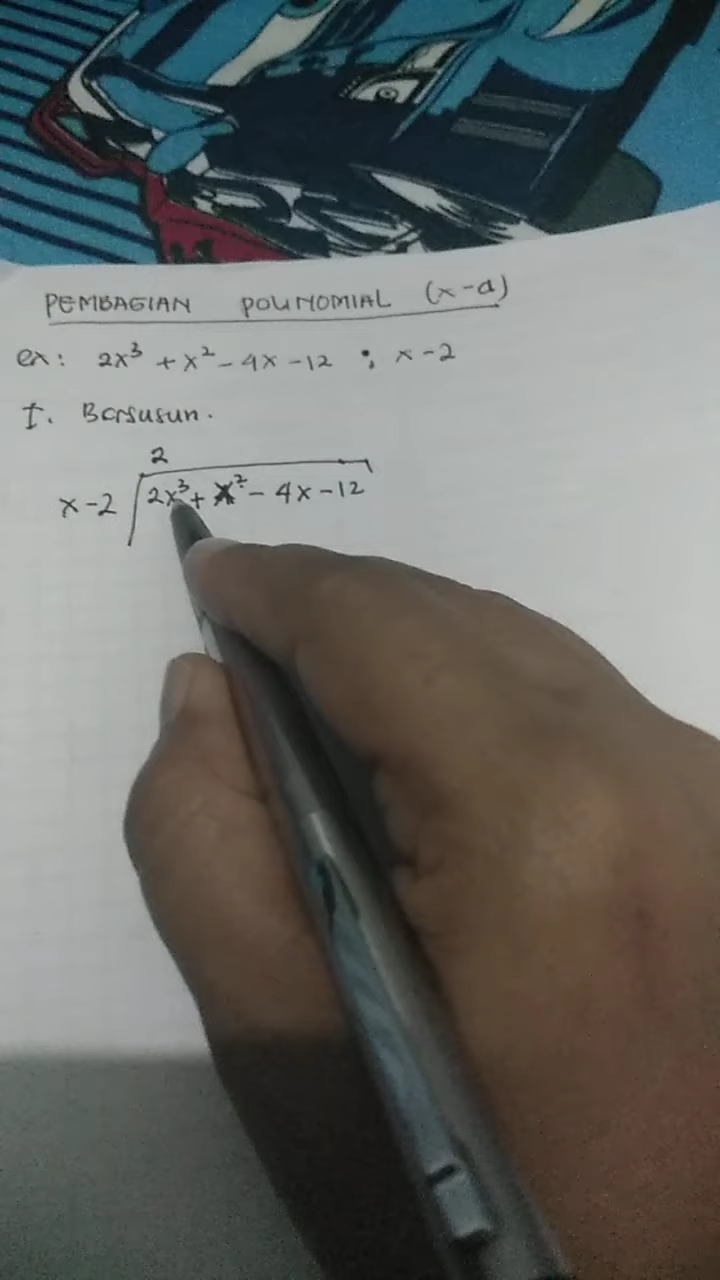 PEMBAGIAN POLINOMIAL (x-a)
ex: 2x³ + x² - 4x - 12 : x - 2
I. Bersusun.
2
x - 2 2x³ + x² - 4x - 12